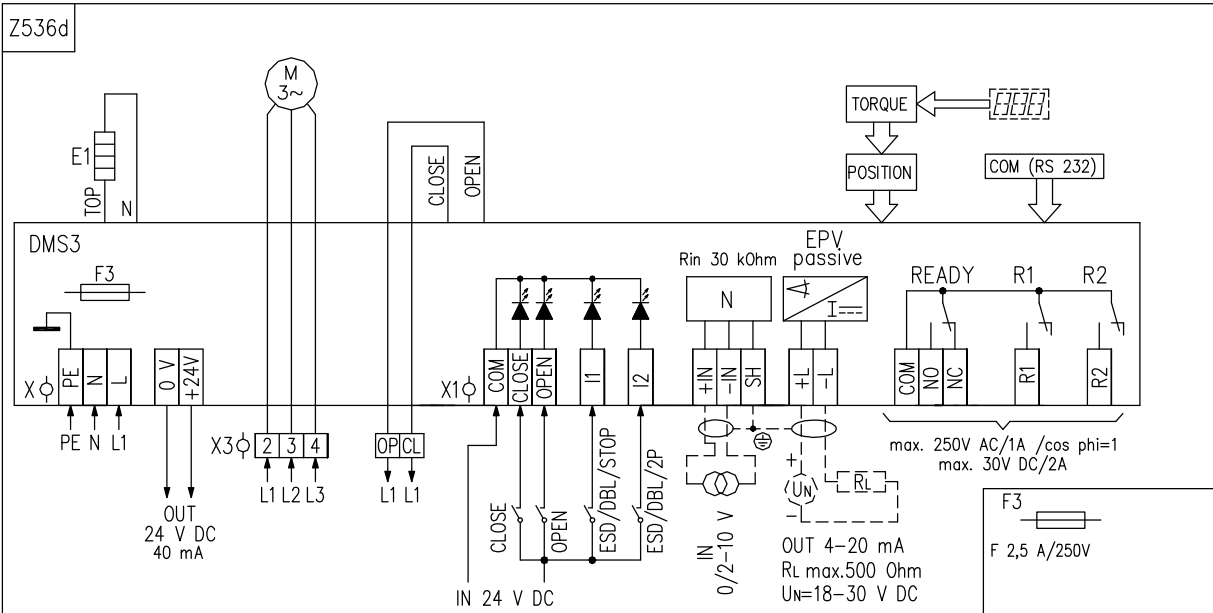 Z536d
M
3~
TORQUE
POSITION
COM (RS 232)
E1
TOP
N
CLOSE
OPEN
DMS3
F3
Rin 30 kOhm
N
EPV
passive
I
READY
R1
R2
X
PE
N
L
0 V
+24V
X1
COM
CLOSE
OPEN
I1
I2
+IN
-IN
SH
+L
-L
COM
NO
NC
R1
R2
PE N L1
X3
2 3 4
OP CL
L1 L2 L3
L1 L1
OUT
24 V DC
40 mA
CLOSE
OPEN
ESD/DBL/STOP
ESD/DBL/2P
IN 24 V DC
IN
0/2-10 V
+
UN
-
RL
OUT 4-20 mA
RL max.500 Ohm
UN=18-30 V DC
max. 250V AC/1A /cos phi=1
max. 30V DC/2A
F3
F 2,5 A/250V